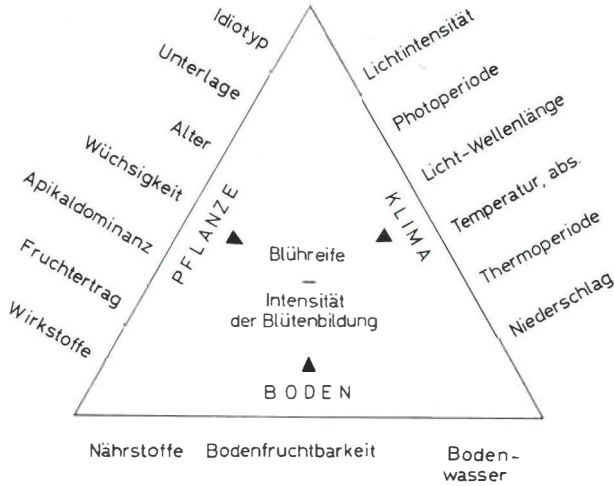 Idiotyp
Unterlage
Alter
Wüchsigkeit
Apikaldominanz
Fruchtertrag
Wirkstoffe
PFLANZE
Lichtintensität
Photoperiode
Licht-Wellenlänge
Temperatur, abs.
Thermoperiode
Niederschlag
KLIMA
Blühreife
–
Intensität
der Blütenbildung
BODEN
Nährstoffe
Bodenfruchtbarkeit
Boden-
wasser